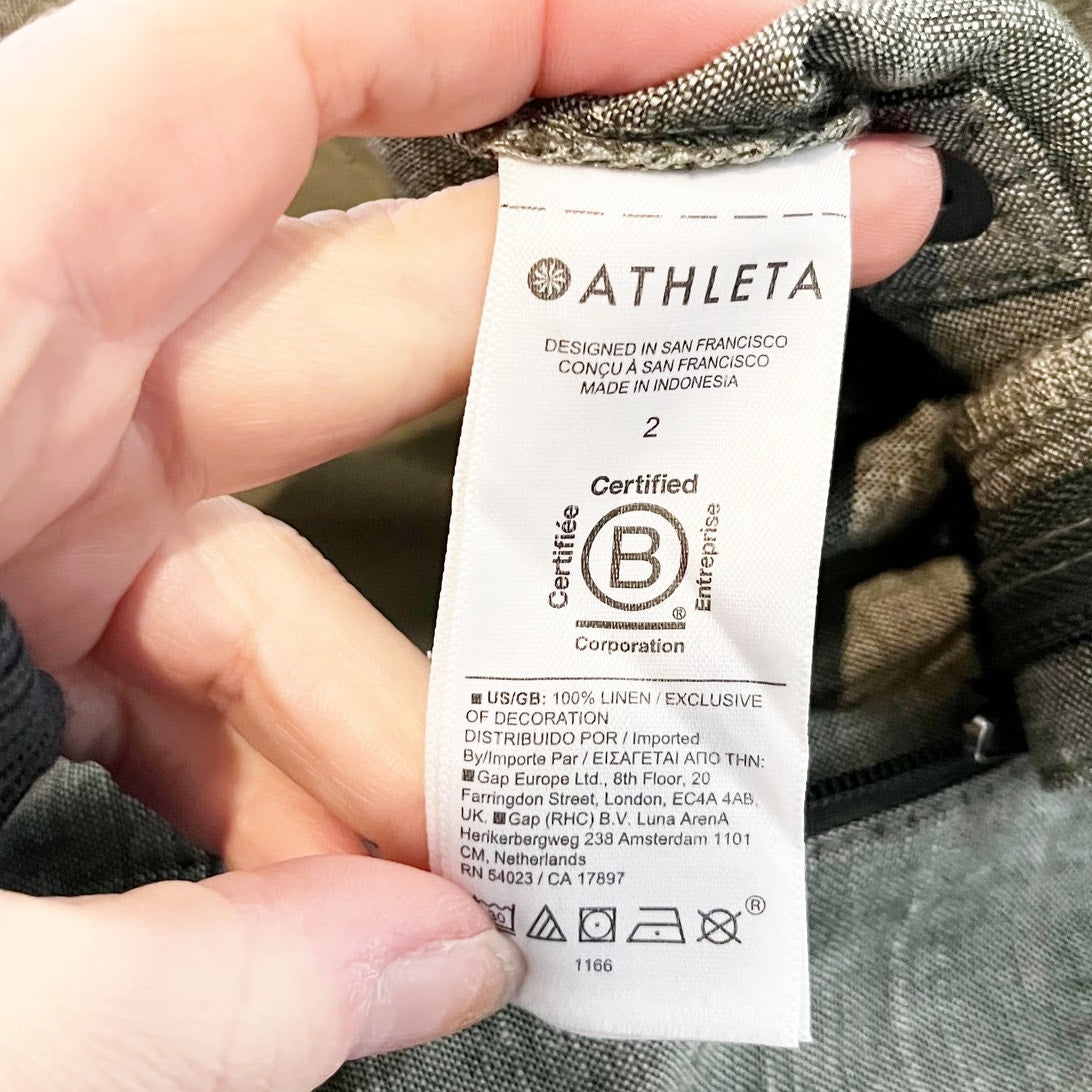 ATHLETA
DESIGNED IN SAN FRANCISCO
CONÇU À SAN FRANCISCO
MADE IN INDONESIA
2
Certified
Certifiée
B
Entreprise
®
Corporation
US/GB: 100% LINEN / EXCLUSIVE
OF DECORATION
DISTRIBUIDO POR / Imported
By/Importe Par / ΕΙΣΑΓΕΤΑΙ ΑΠΟ ΤΗΝ:
Gap Europe Ltd., 8th Floor, 20
Farringdon Street, London, EC4A 4AB,
UK, Gap (RHC) B.V. Luna ArenA
Herikerbergweg 238 Amsterdam 1101
CM, Netherlands
RN 54023 / CA 17897
30
®
1166